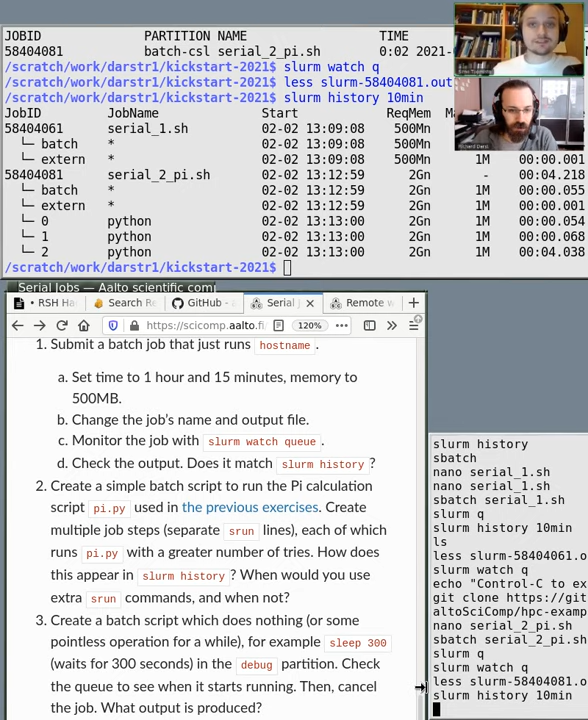 JOBID PARTITION NAME TIME
58404081 batch-csl serial_2_pi.sh 0:02 2021-
/scratch/work/darstr1/kickstart-2021$ slurm watch q
/scratch/work/darstr1/kickstart-2021$ less slurm-58404081.out
/scratch/work/darstr1/kickstart-2021$ slurm history 10min
JobID JobName Start ReqMem
58404061 serial_1.sh 02-02 13:09:08 500Mn
└─ batch * 02-02 13:09:08 500Mn
└─ extern * 02-02 13:09:08 500Mn 1M 00:00.001
58404081 serial_2_pi.sh 02-02 13:12:59 2Gn - 00:04.218
└─ batch * 02-02 13:12:59 2Gn 1M 00:00.055
└─ extern * 02-02 13:12:59 2Gn 1M 00:00.001
└─ 0 python 02-02 13:13:00 2Gn 1M 00:00.054
└─ 1 python 02-02 13:13:00 2Gn 1M 00:00.068
└─ 2 python 02-02 13:13:00 2Gn 1M 00:04.038
/scratch/work/darstr1/kickstart-2021$
Serial Jobs — Aalto scientific com
• RSH Ha Search Re GitHub - Serial J Remote w
https://scicomp.aalto.fi 120%
1. Submit a batch job that just runs hostname .
a. Set time to 1 hour and 15 minutes, memory to
500MB.
b. Change the job's name and output file.
c. Monitor the job with slurm watch queue .
d. Check the output. Does it match slurm history ?
2. Create a simple batch script to run the Pi calculation
script pi.py used in the previous exercises. Create
multiple job steps (separate srun lines), each of which
runs pi.py with a greater number of tries. How does
this appear in slurm history ? When would you use
extra srun commands, and when not?
3. Create a batch script which does nothing (or some
pointless operation for a while), for example sleep 300
(waits for 300 seconds) in the debug partition. Check
the queue to see when it starts running. Then, cancel
the job. What output is produced?
slurm history
sbatch
nano serial_1.sh
nano serial_1.sh
sbatch serial_1.sh
slurm q
slurm history 10min
ls
less slurm-58404061.o
slurm watch q
echo "Control-C to ex
git clone https://git
altoSciComp/hpc-examp
nano serial_2_pi.sh
sbatch serial_2_pi.sh
slurm q
slurm watch q
less slurm-58404081.o
slurm history 10min